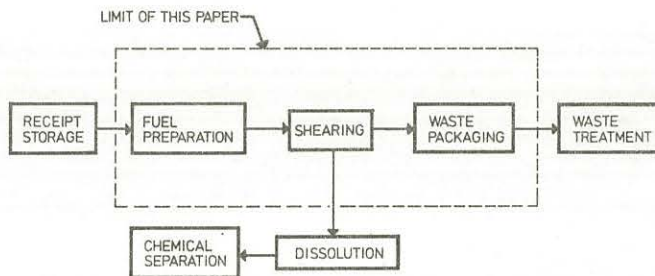 LIMIT OF THIS PAPER
RECEIPT
STORAGE
FUEL
PREPARATION
SHEARING
WASTE
PACKAGING
WASTE
TREATMENT
CHEMICAL
SEPARATION
DISSOLUTION